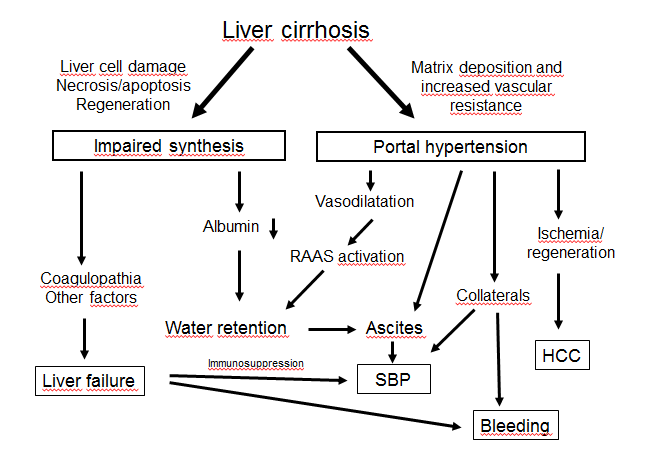 Liver cirrhosis
Liver cell damage
Necrosis/apoptosis
Regeneration
Matrix deposition and
increased vascular
resistance
Impaired synthesis
Portal hypertension
Vasodilatation
Albumin
RAAS activation
Ischemia/
regeneration
Coagulopathia
Other factors
Collaterals
Water retention
Ascites
HCC
Immunosuppression
Liver failure
SBP
Bleeding